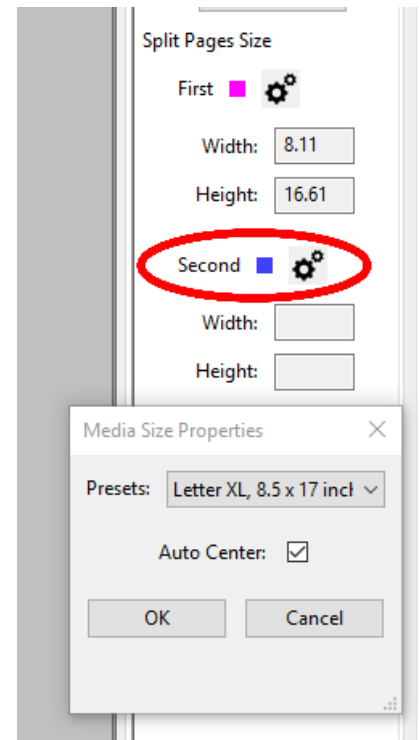 Split Pages Size
First
Width: 8.11
Height: 16.61
Second
Width:
Height:
Media Size Properties
Presets: Letter XL, 8.5 x 17 incl
Auto Center:
OK Cancel